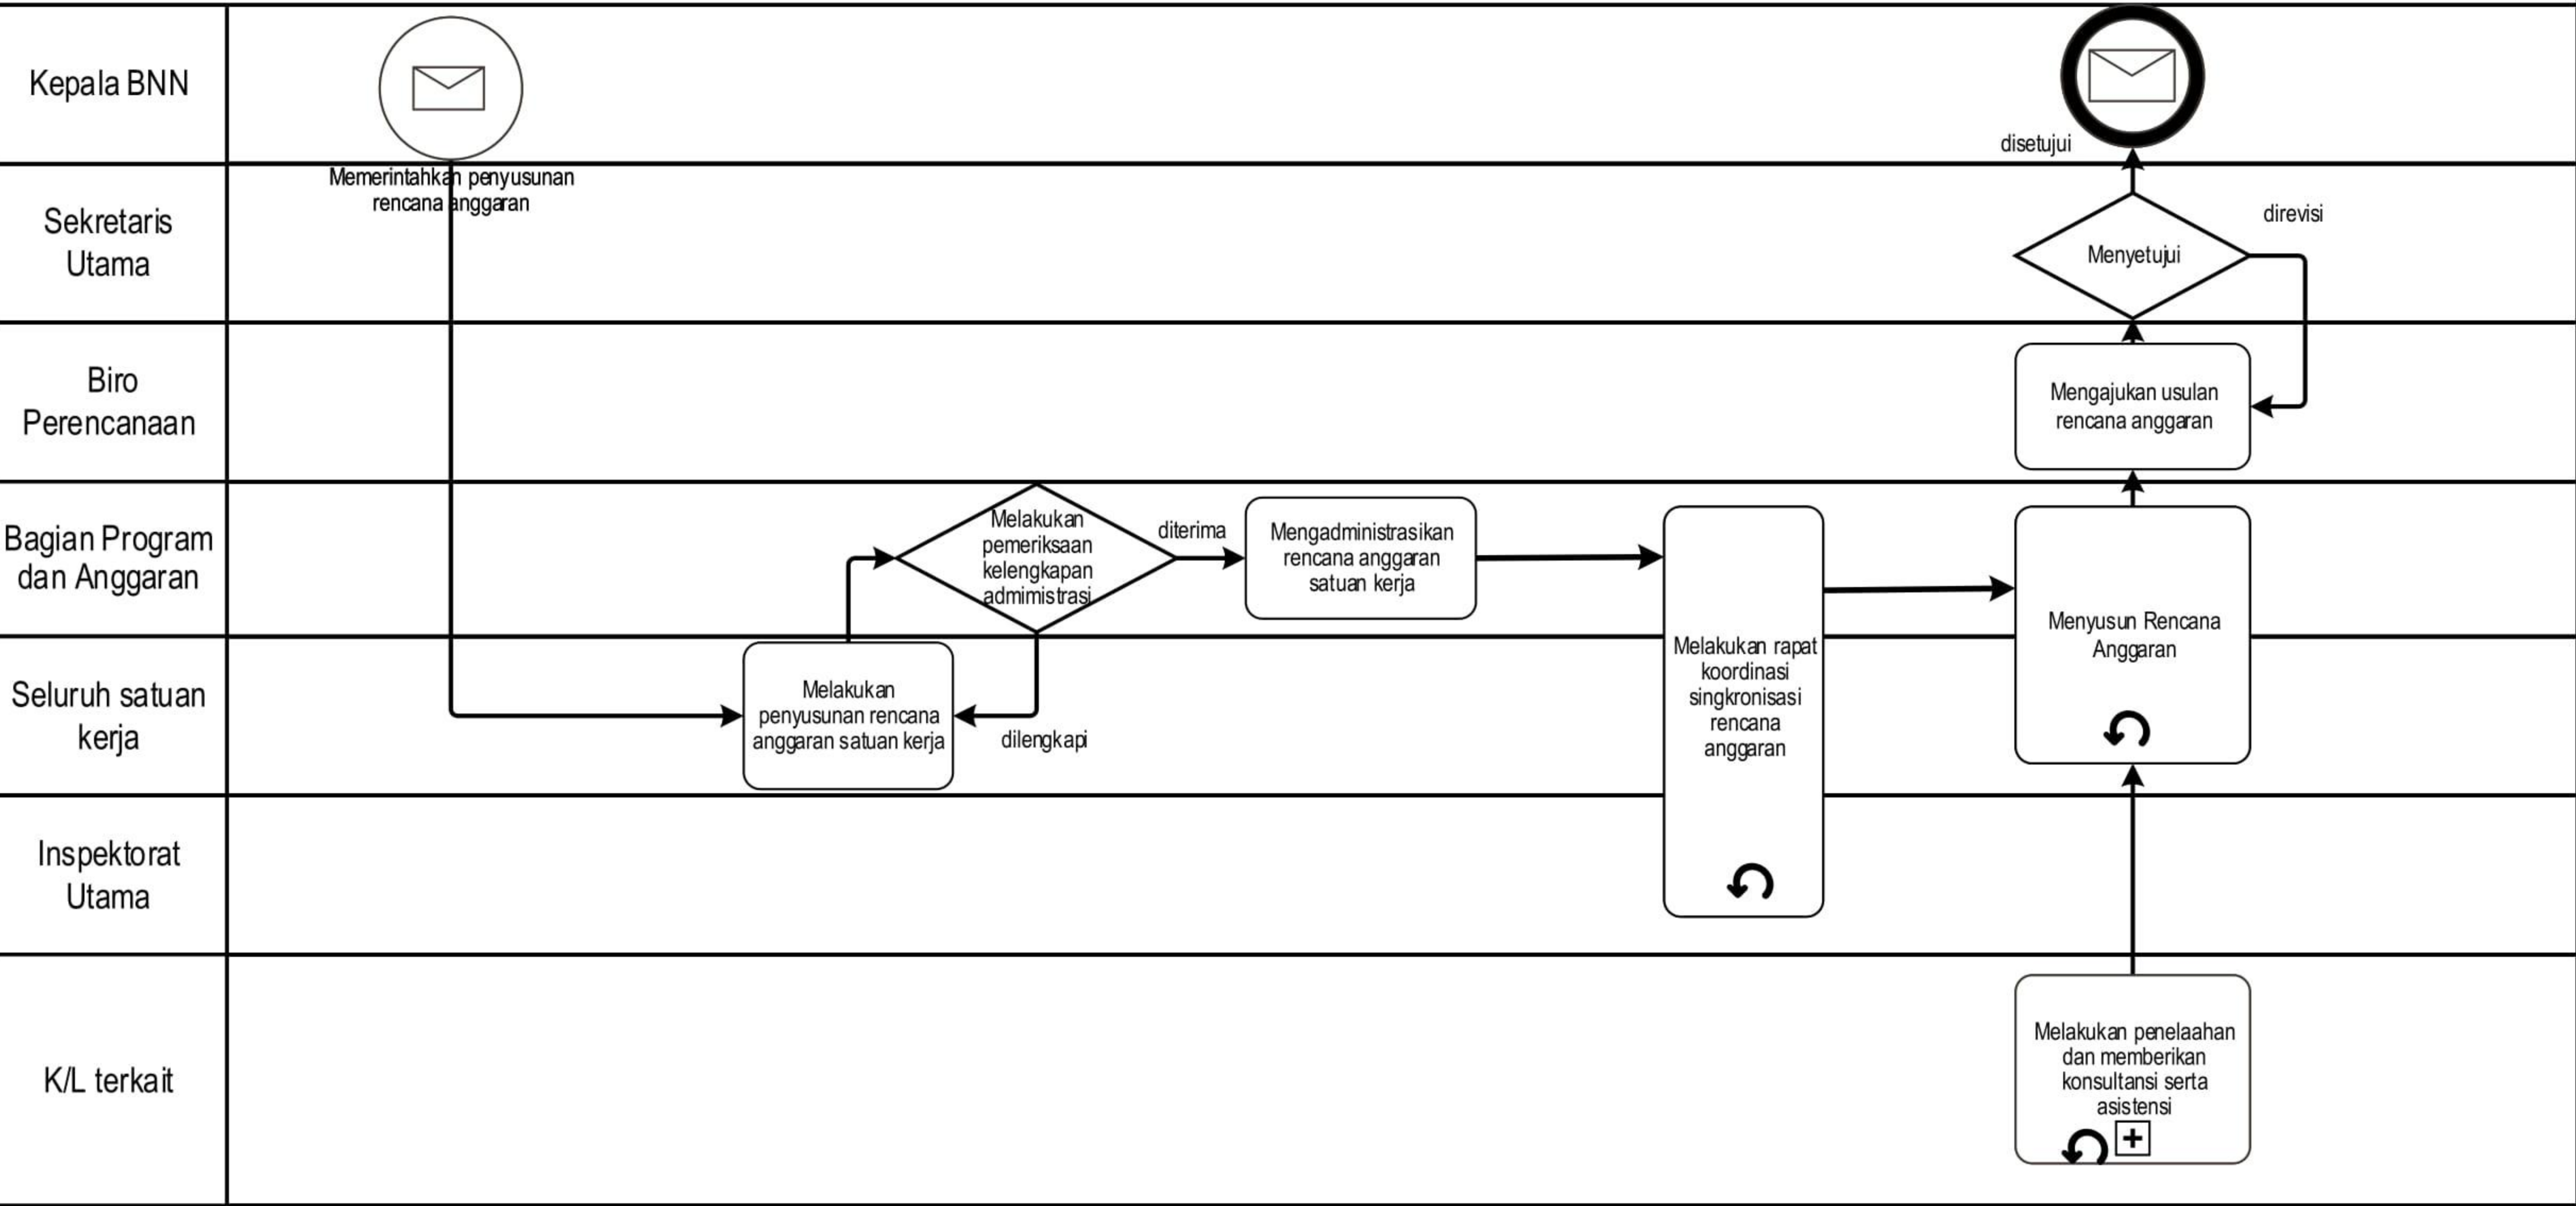 Kepala BNN
Memerintahkan penyusunan
rencana anggaran
disetujui
Sekretaris
Utama
Menyetujui
direvisi
Biro
Perencanaan
Mengajukan usulan
rencana anggaran
Bagian Program
dan Anggaran
Melakukan
pemeriksaan
kelengkapan
admimistrasi
diterima
Mengadministrasikan
rencana anggaran
satuan kerja
Seluruh satuan
kerja
Melakukan
penyusunan rencana
anggaran satuan kerja
dilengkapi
Melakukan rapat
koordinasi
singkronisasi
rencana
anggaran
Menyusun Rencana
Anggaran
Inspektorat
Utama
K/L terkait
Melakukan penelaahan
dan memberikan
konsultansi serta
asistensi